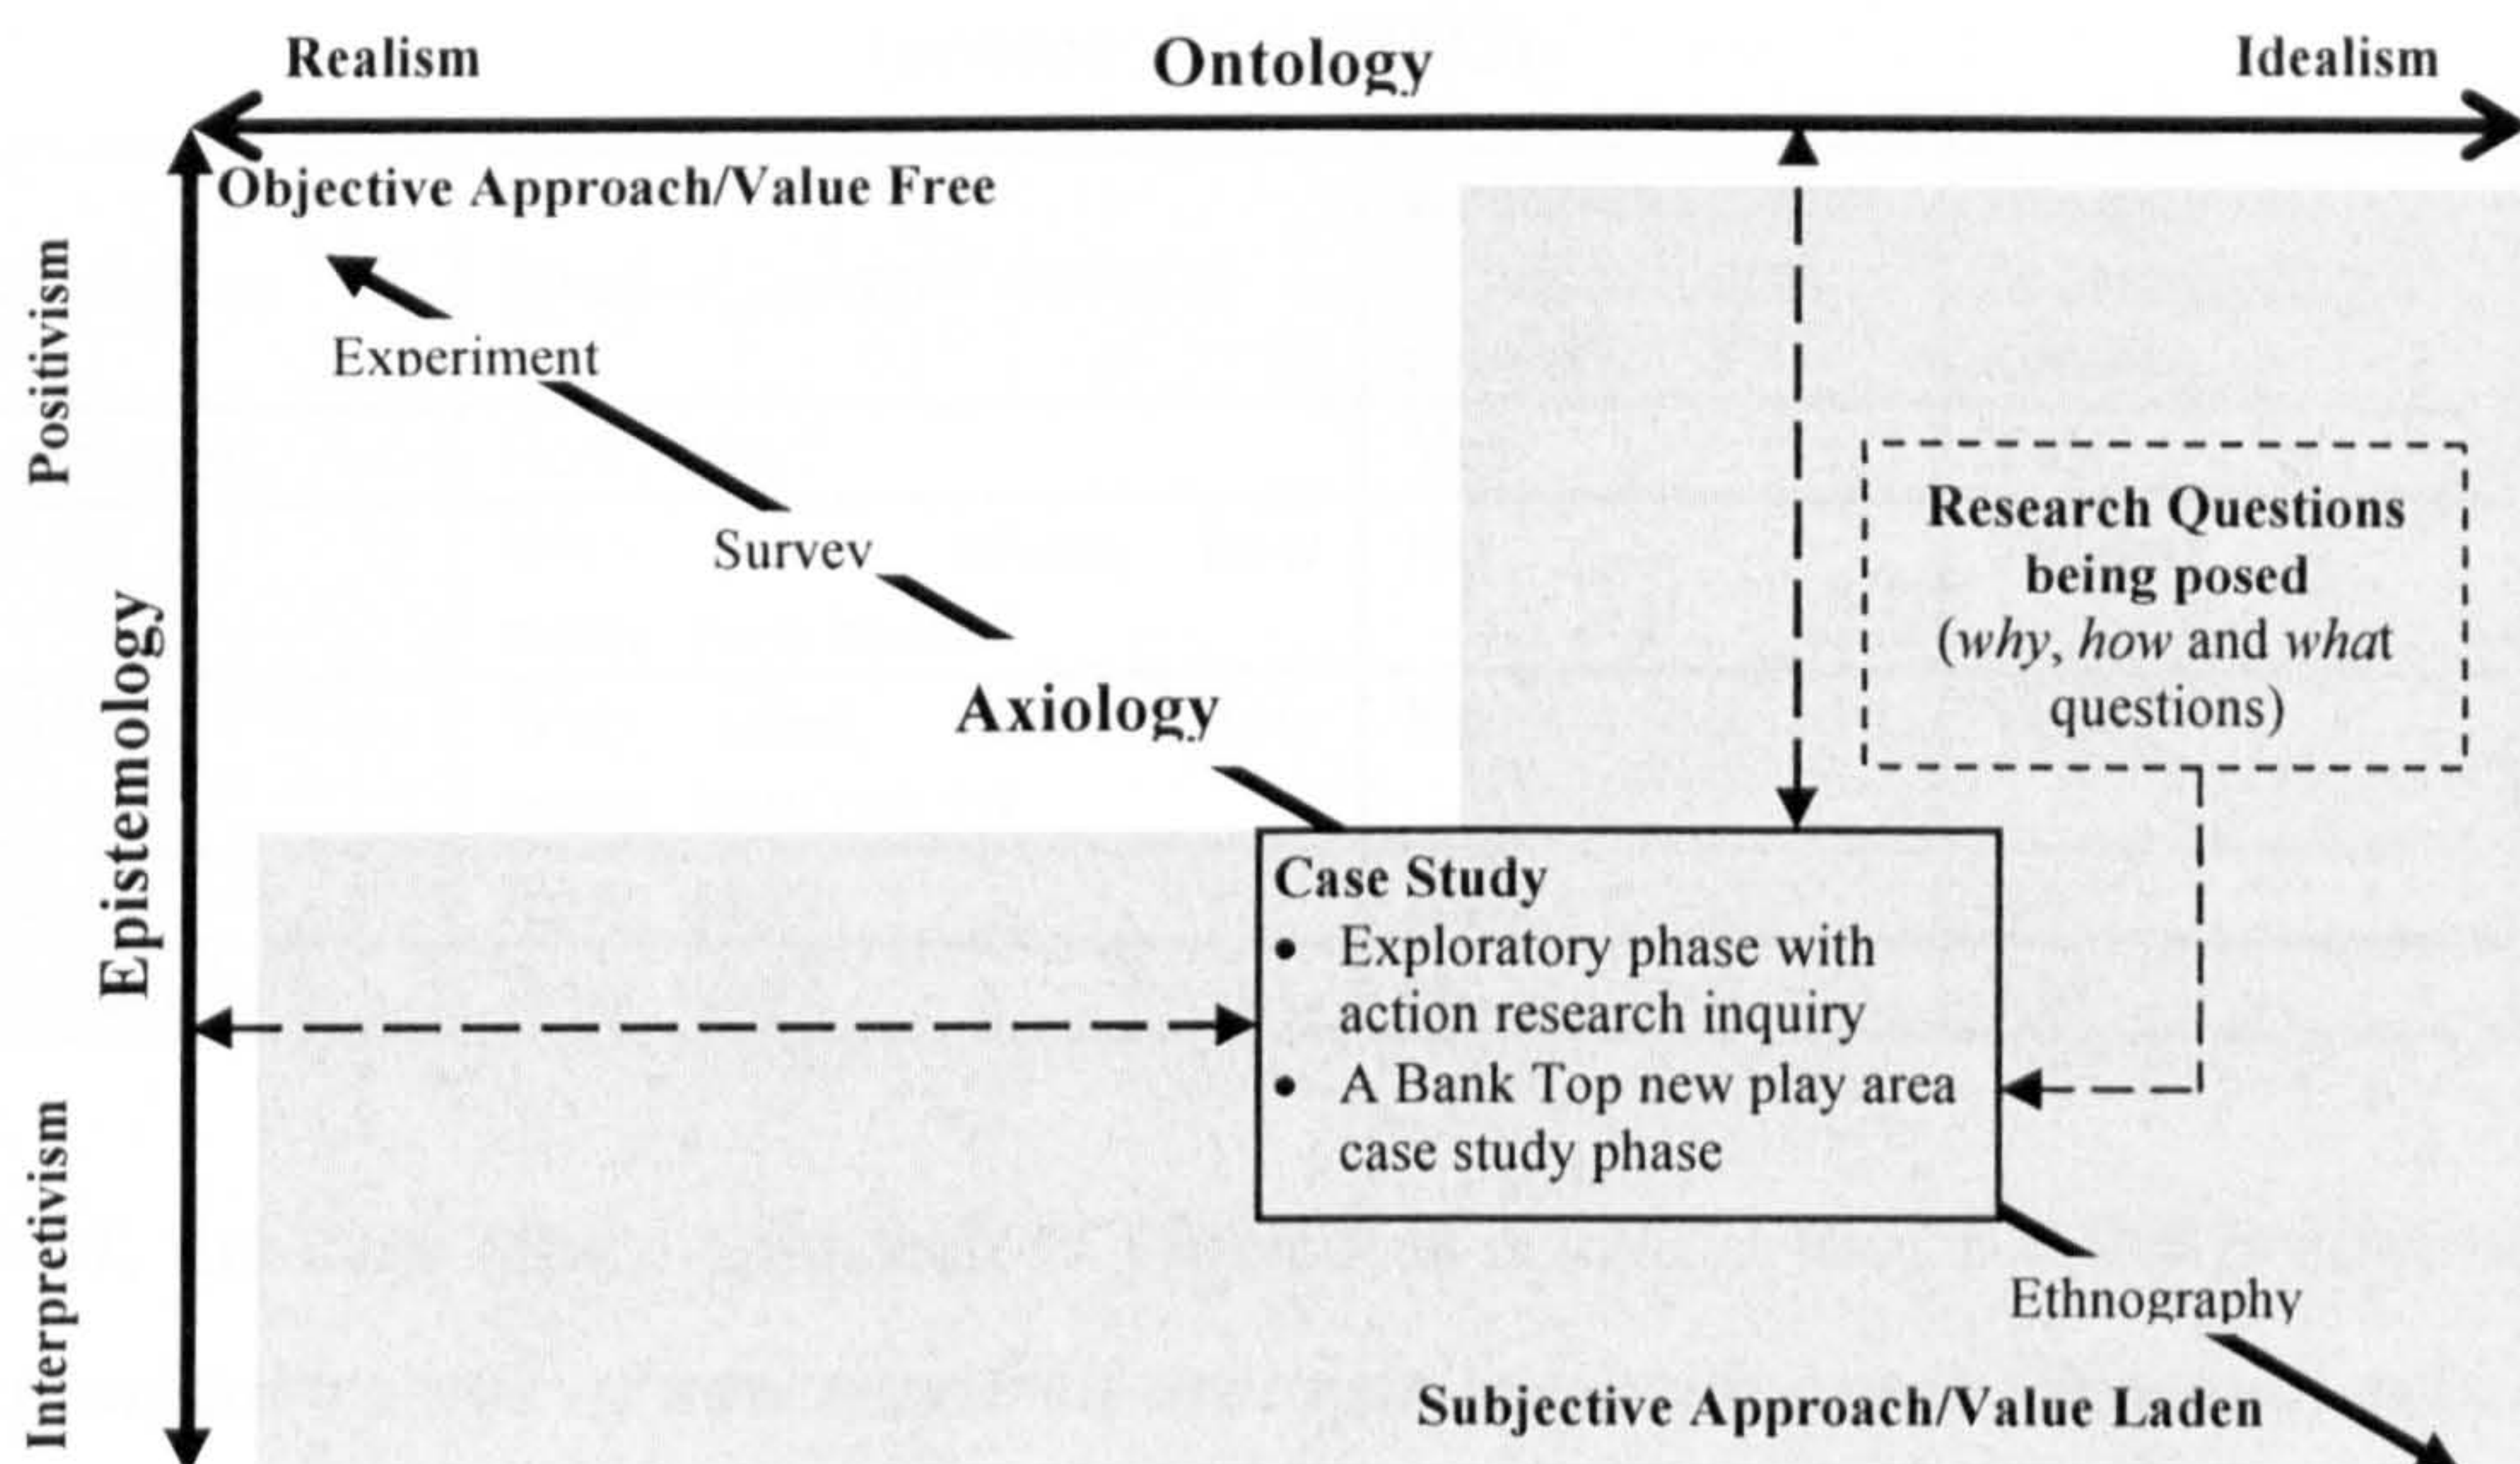 Realism
Ontology
Idealism
Objective Approach/Value Free
Positivism
Experiment
Survey
Epistemology
Axiology
Research Questions
being posed
(why, how and what
questions)
Case Study
• Exploratory phase with
action research inquiry
• A Bank Top new play area
case study phase
Interpretivism
Ethnography
Subjective Approach/Value Laden